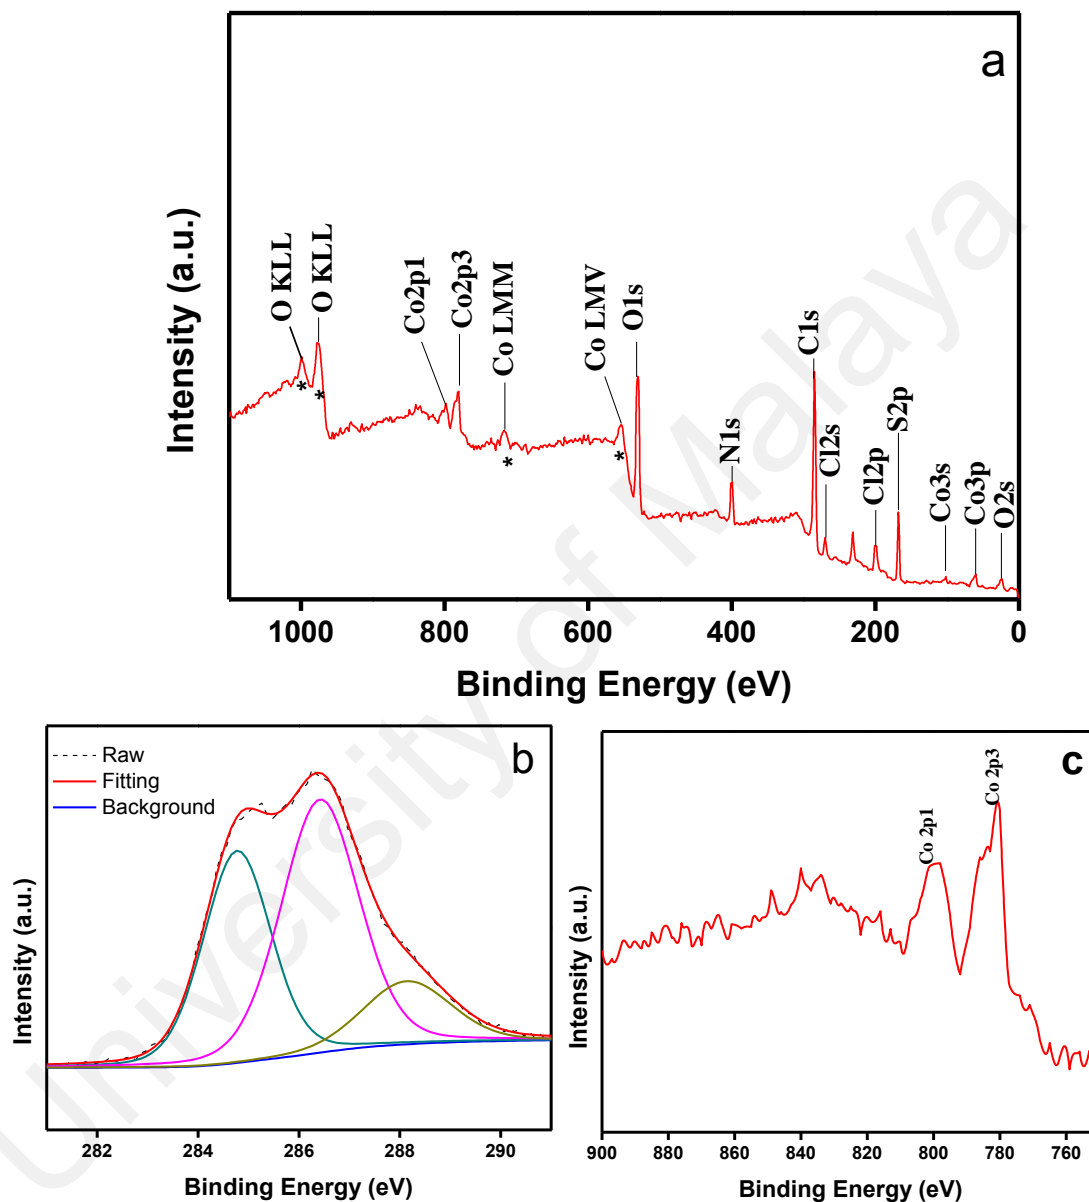 a
O KLL
O KLL
Co2p1
Co2p3
Co LMM
Co LMV
O1s
N1s
C1s
Cl2s
Cl2p
S2p
Co3s
Co3p
O2s
*
*
*
*
Intensity (a.u.)
1000 800 600 400 200 0
Binding Energy (eV)
b
Raw
Fitting
Background
Intensity (a.u.)
282 284 286 288 290
Binding Energy (eV)
c
Co 2p1
Co 2p3
Intensity (a.u.)
900 880 860 840 820 800 780 760
Binding Energy (eV)
University of Malaya